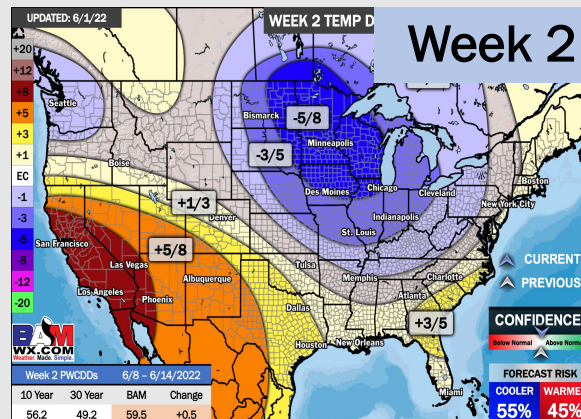 UPDATED: 6/1/22
WEEK 2 TEMP D
Week 2
+20
+12
+8
+5
+3
+1
EC
-1
-3
-5
-8
-12
-20
Seattle
Bismarck
-5/8
Minneapolis
-3/5
Boise
Des Moines
Chicago
Cleveland
Boston
New York City
+1/3
Denver
Indianapolis
St. Louis
San Francisco
+5/8
Las Vegas
Tulsa
CURRENT
Albuquerque
Memphis
Charlotte
PREVIOUS
Los Angeles
Phoenix
Atlanta
Dallas
+3/5
CONFIDENCE
Houston
New Orleans
Below Normal
Above Norm
BAM
WX.COM
Weather. Made. Simple.
Miami
FORECAST RISK
COOLER
WARME
55%
45%
Week 2 PWCDDs
6/8 – 6/14/2022
10 Year
30 Year
BAM
Change
56.2
49.2
59.5
+0.5